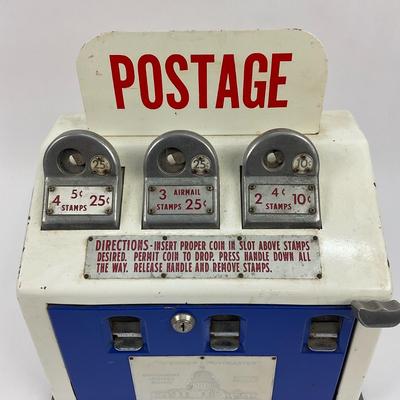 POSTAGE
25¢
25¢
10¢
5¢
4 STAMPS 25¢
3 AIRMAIL
STAMPS 25¢
4¢
2 STAMPS 10¢
DIRECTIONS-INSERT PROPER COIN IN SLOT ABOVE STAMPS
DESIRED. PERMIT COIN TO DROP. PRESS HANDLE DOWN ALL
THE WAY. RELEASE HANDLE AND REMOVE STAMPS.